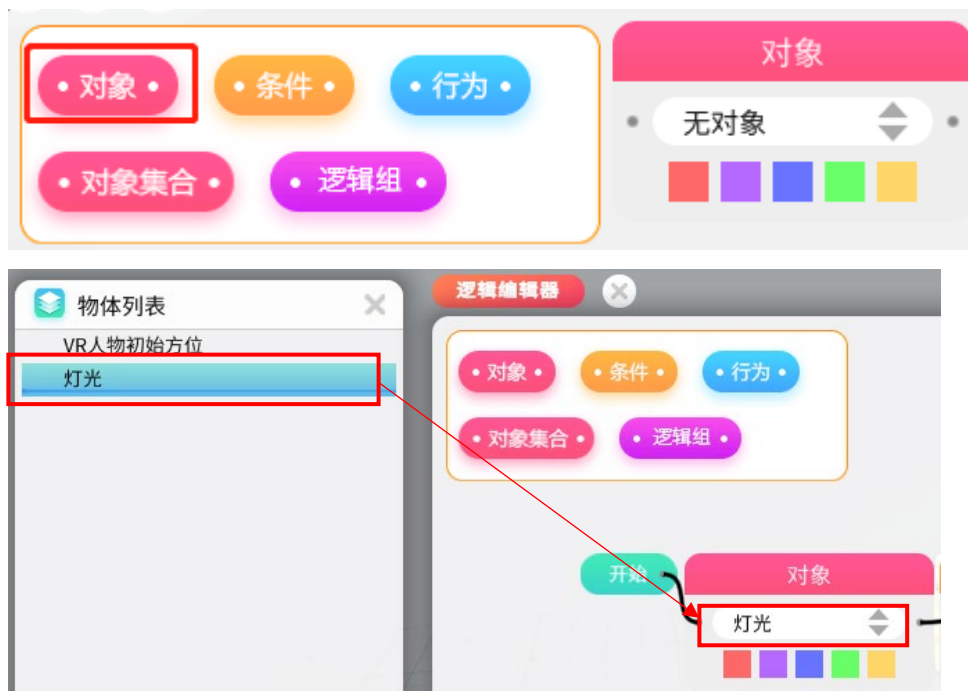 • 对象 •
• 条件 •
• 行为 •
• 对象集合 •
• 逻辑组 •
对象
无对象
物体列表
VR人物初始方位
灯光
逻辑编辑器
• 对象 •
• 条件 •
• 行为 •
• 对象集合 •
• 逻辑组 •
开始
对象
灯光